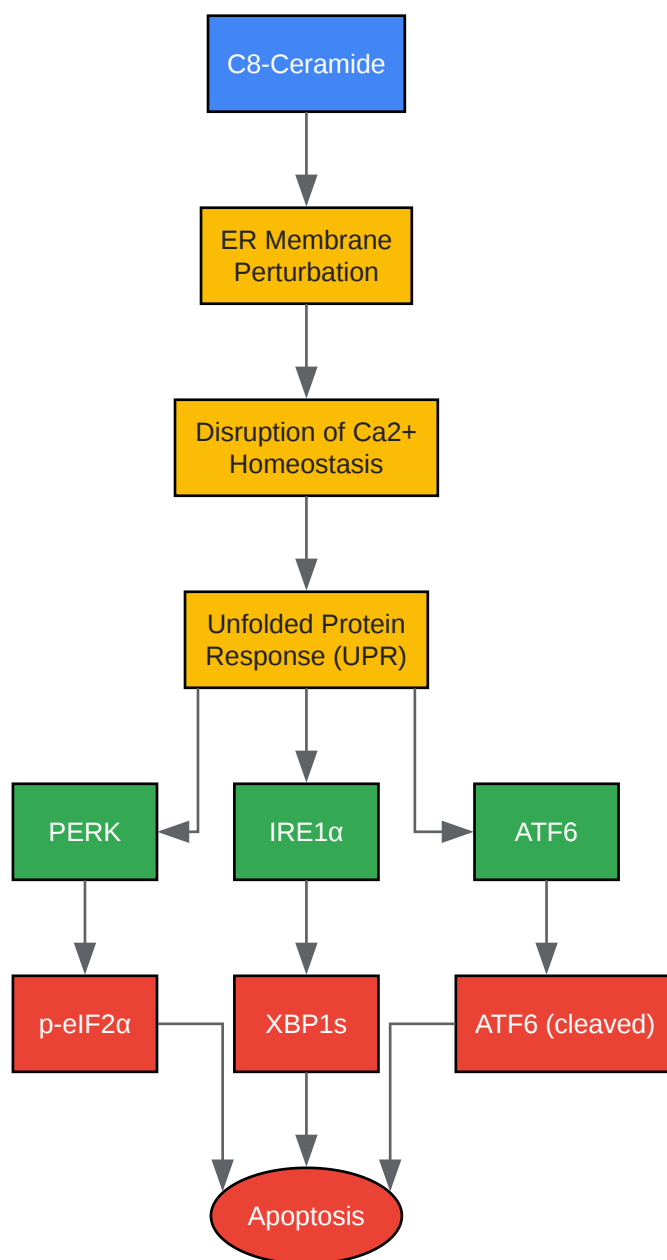 C8-Ceramide
ER Membrane
Perturbation
Disruption of Ca2+
Homeostasis
Unfolded Protein
Response (UPR)
PERK
IRE1α
ATF6
p-eIF2α
XBP1s
ATF6 (cleaved)
Apoptosis